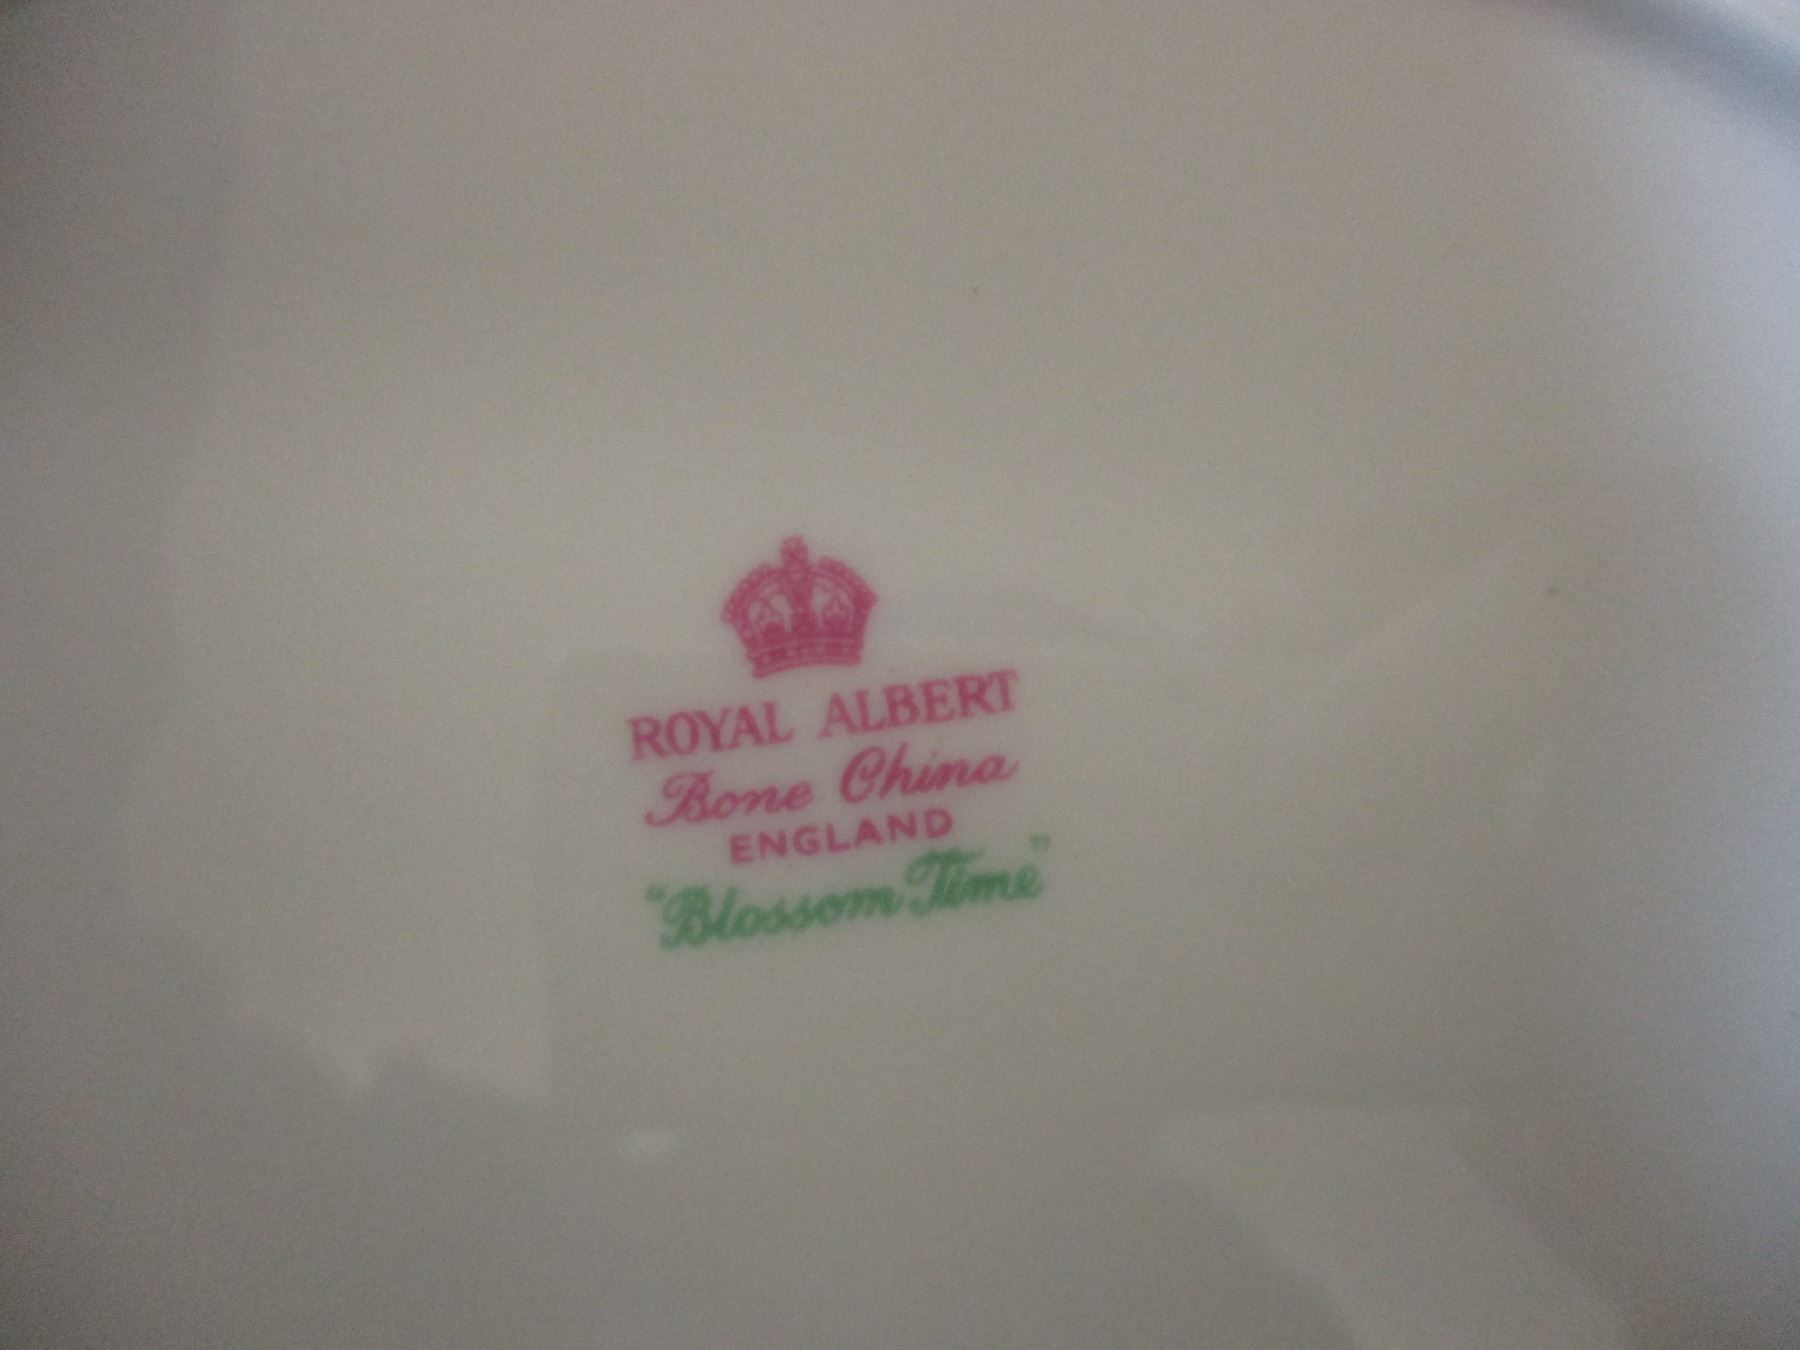 ROYAL ALBERT
Bone China
ENGLAND
"Blossom Time"